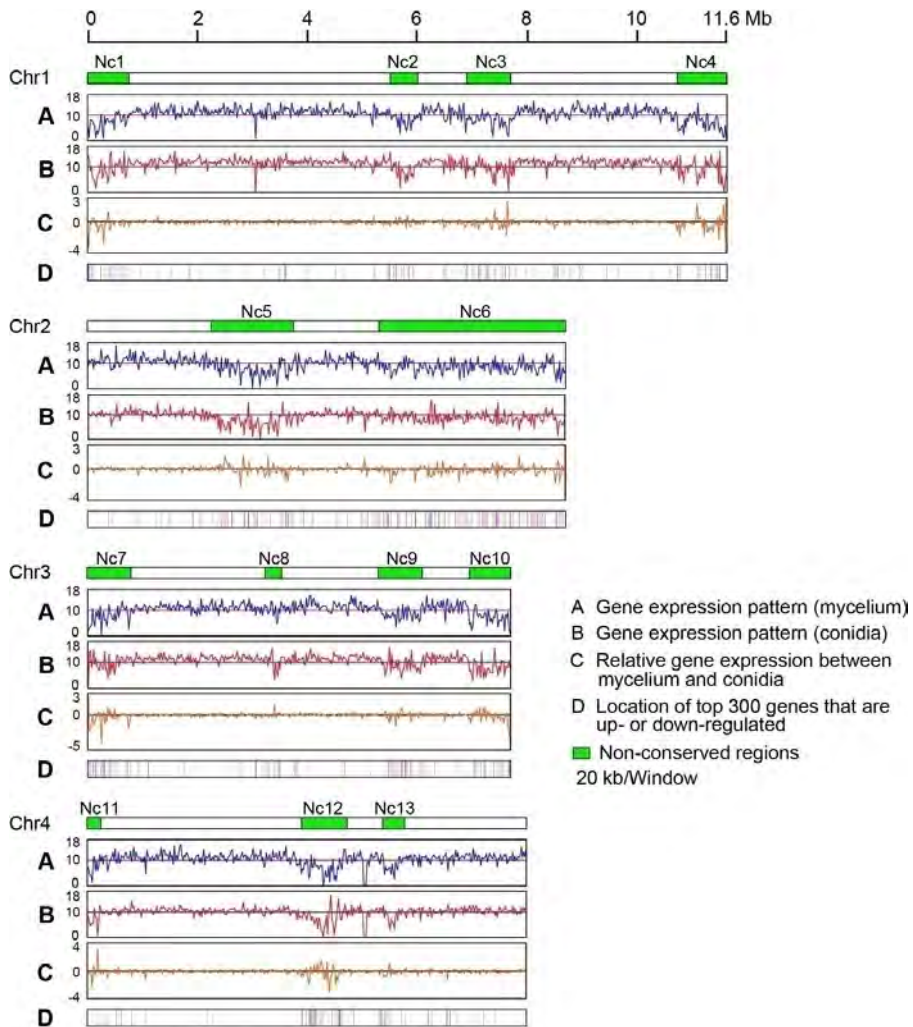 0 2 4 6 8 10 11.6 Mb
Nc1 Nc2 Nc3 Nc4
Chr1
A 18 10 0
B 18 10 0
C 3 0 -4
D
Nc5 Nc6
Chr2
A 18 10 0
B 18 10 0
C 3 0 -4
D
Nc7 Nc8 Nc9 Nc10
Chr3
A 18 10 0
B 18 10 0
C 3 0 -5
D
Nc11 Nc12 Nc13
Chr4
A 18 10 0
B 18 10 0
C 4 0 -4
D
A Gene expression pattern (mycelium)
B Gene expression pattern (conidia)
C Relative gene expression between
mycelium and conidia
D Location of top 300 genes that are
up- or down-regulated
Non-conserved regions
20 kb/Window